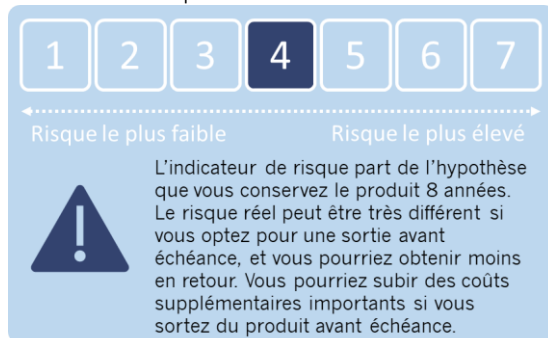 1 2 3 4 5 6 7
Risque le plus faible Risque le plus élevé
L'indicateur de risque part de l'hypothèse
que vous conservez le produit 8 années.
Le risque réel peut être très différent si
vous optez pour une sortie avant
échéance, et vous pourriez obtenir moins
en retour. Vous pourriez subir des coûts
supplémentaires importants si vous
sortez du produit avant échéance.